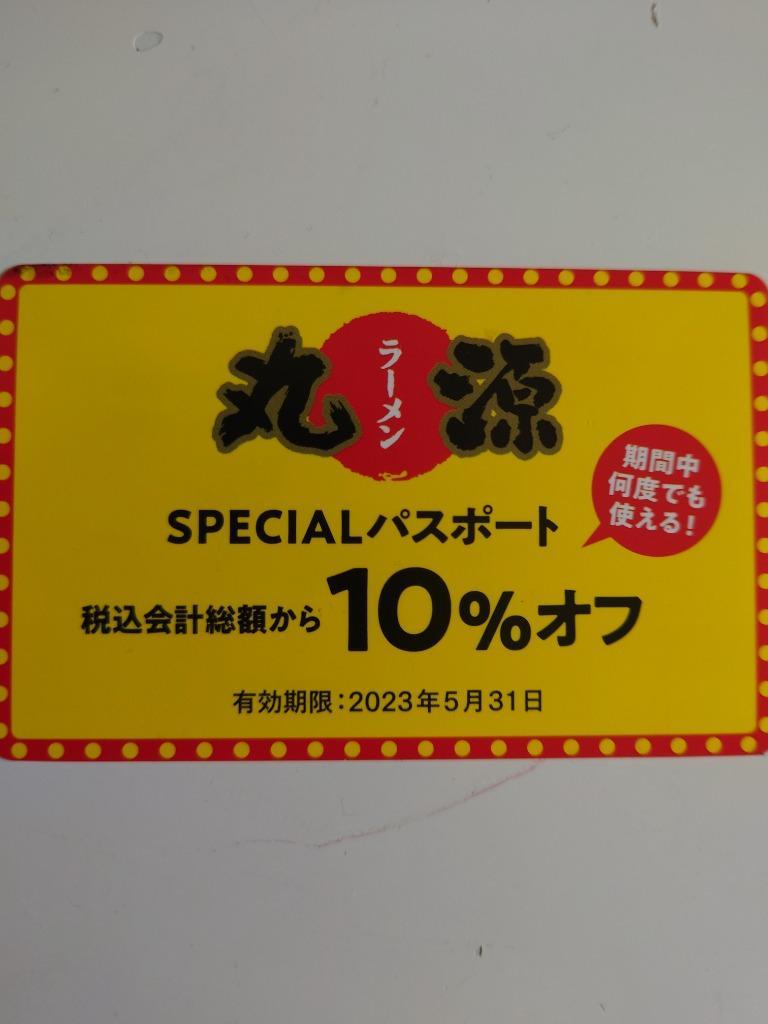 丸
ラーメン
源
期間中
何度でも
使える!
SPECIALパスポート
税込会計総額から10%オフ
有効期限:2023年5月31日